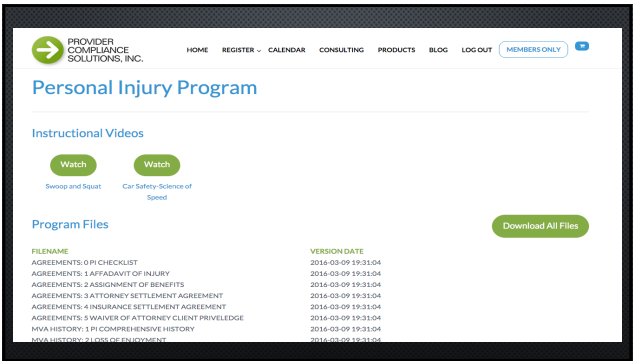 PROVIDER
COMPLIANCE
SOLUTIONS, INC.
HOME REGISTER CALENDAR CONSULTING PRODUCTS BLOG LOG OUT MEMBERS ONLY
Personal Injury Program
Instructional Videos
Watch Watch
Swoop and Squat Car Safety-Science of
Speed
Program Files Download All Files
FILENAME VERSION DATE
AGREEMENTS: 0 PI CHECKLIST 2016-03-09 19:31:04
AGREEMENTS: 1 AFFADAVIT OF INJURY 2016-03-09 19:31:04
AGREEMENTS: 2 ASSIGNMENT OF BENEFITS 2016-03-09 19:31:04
AGREEMENTS: 3 ATTORNEY SETTLEMENT AGREEMENT 2016-03-09 19:31:04
AGREEMENTS: 4 INSURANCE SETTLEMENT AGREEMENT 2016-03-09 19:31:04
AGREEMENTS: 5 WAIVER OF ATTORNEY CLIENT PRIVELEDGE 2016-03-09 19:31:04
MVA HISTORY: 1 PI COMPREHENSIVE HISTORY 2016-03-09 19:31:04
MVA HISTORY: 2 LOSS OF ENJOYMENT 2016-03-09 19:31:04